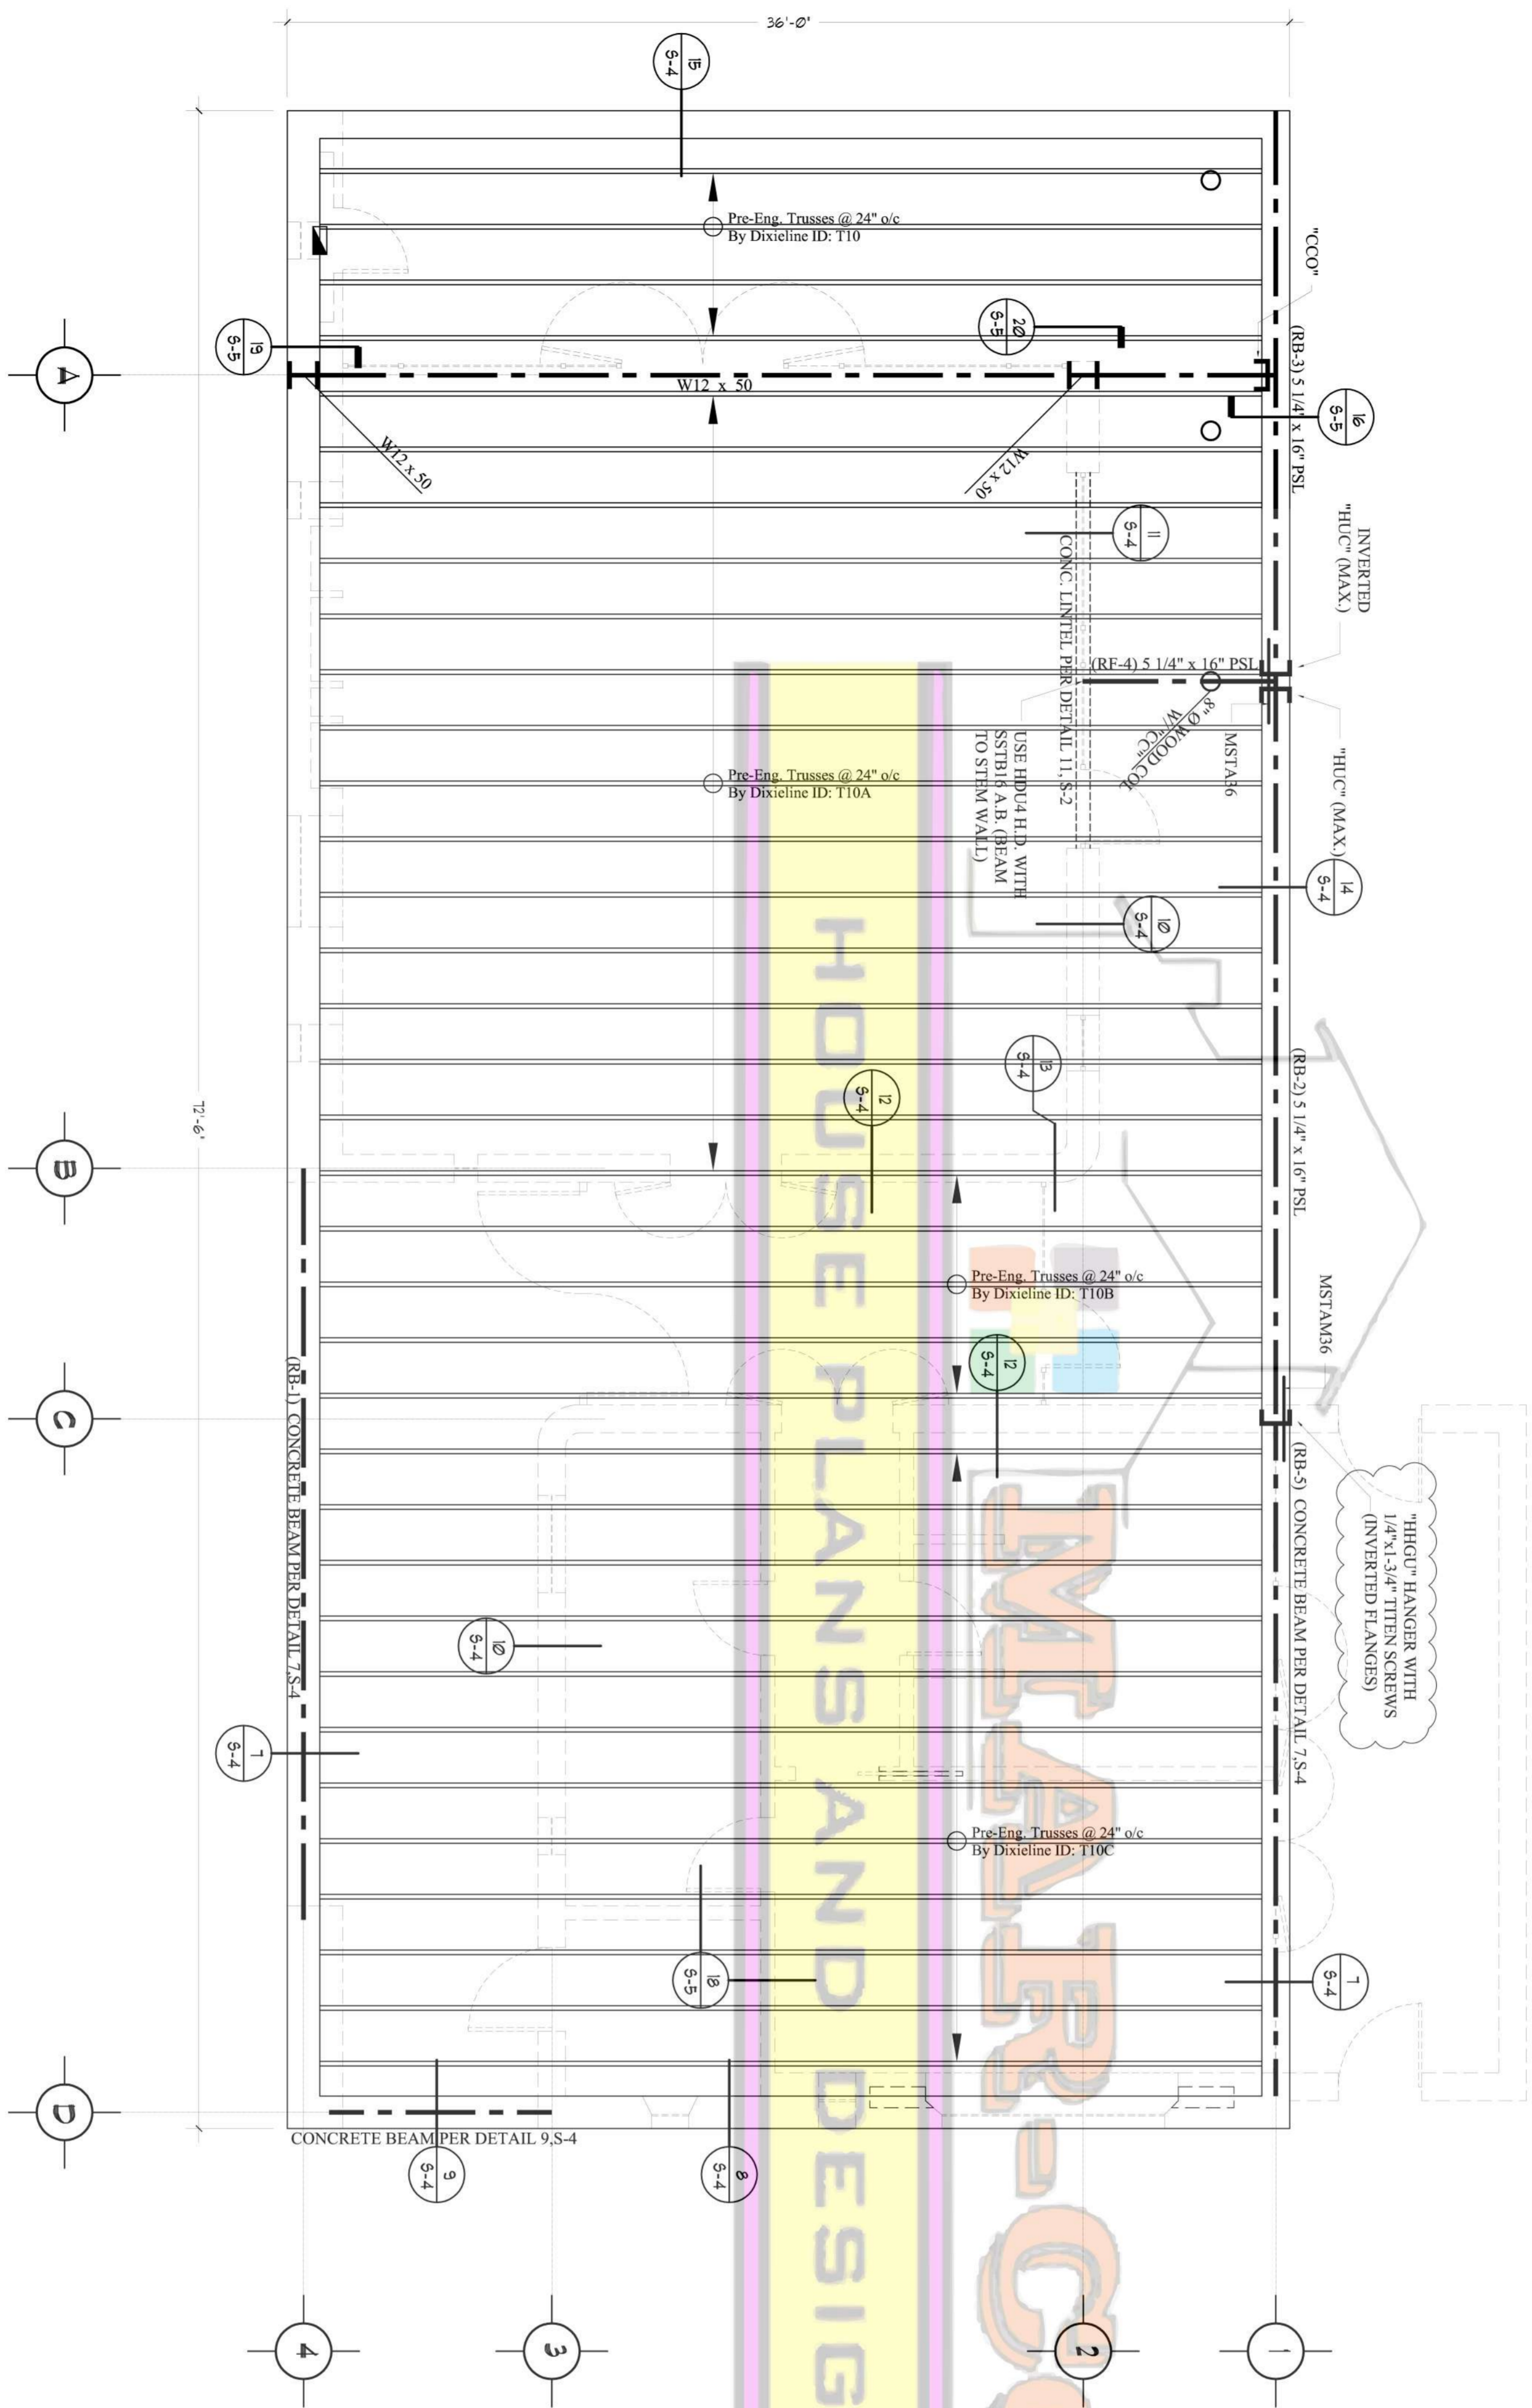 36'-0"
15
S-4
Pre-Eng. Trusses @ 24" o/c
By Dixieline ID: T10
"CCO"
19
S-5
20
S-5
A
W12 x 50
(RB-3) 5 1/4" x 16" PSL
16
S-5
W12 x 50
W12 x 50
11
S-4
CONC. LINTEL PER DETAIL 11, S-2
INVERTED
"HUC" (MAX.)
(RF-4) 5 1/4" x 16" PSL
8" Ø WOOD COL
W/ "CC"
MSTA36
"HUC" (MAX.)
USE HDU4 H.D. WITH
SSTB16 A.B. (BEAM
TO STEM WALL)
Pre-Eng. Trusses @ 24" o/c
By Dixieline ID: T10A
14
S-4
10
S-4
13
S-4
12
S-4
(RB-2) 5 1/4" x 16" PSL
72'-6"
B
Pre-Eng. Trusses @ 24" o/c
By Dixieline ID: T10B
12
S-4
MSTAM36
C
(RB-1) CONCRETE BEAM PER DETAIL 7,S-4
(RB-5) CONCRETE BEAM PER DETAIL 7,S-4
"HHGU" HANGER WITH
1/4"x1-3/4" TITEN SCREWS
(INVERTED FLANGES)
10
S-4
7
S-4
Pre-Eng. Trusses @ 24" o/c
By Dixieline ID: T10C
18
S-5
7
S-4
D
CONCRETE BEAM PER DETAIL 9,S-4
9
S-4
8
S-4
4
3
2
1
HOUSE PLANS AND DESIG
IMAR-C